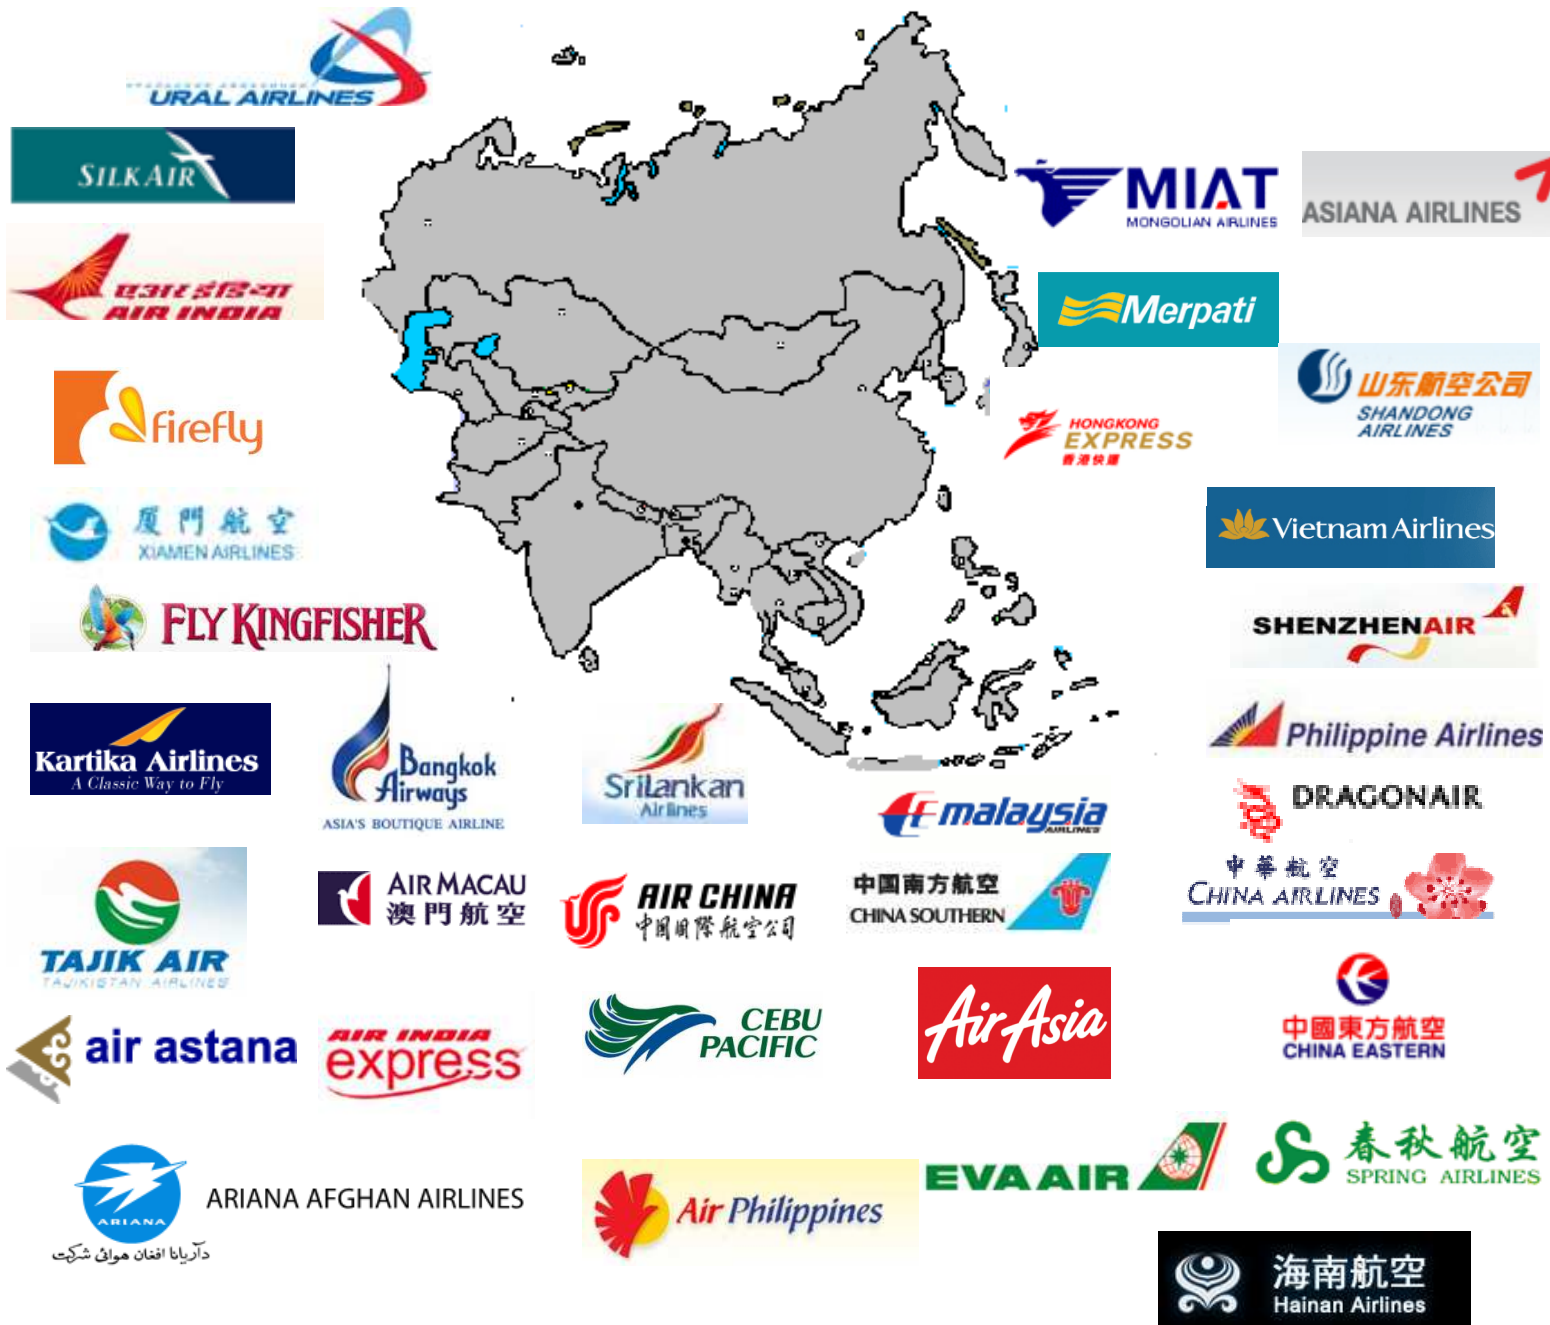 URAL AIRLINES
SILKAIR
एअर इंडिया
AIR INDIA
MIAT
MONGOLIAN AIRLINES
ASIANA AIRLINES
Merpati
firefly
HONGKONG
EXPRESS
香港快運
山东航空公司
SHANDONG
AIRLINES
厦門航空
XIAMEN AIRLINES
Vietnam Airlines
FLY KINGFISHER
SHENZHENAIR
Kartika Airlines
A Classic Way to Fly
Bangkok
Airways
ASIA'S BOUTIQUE AIRLINE
SriLankan
Airlines
Philippine Airlines
malaysia
AIRLINES
DRAGONAIR
TAJIK AIR
TAJIKISTAN AIRLINES
AIR MACAU
澳門航空
AIR CHINA
中国国際航空公司
中国南方航空
CHINA SOUTHERN
中華航空
CHINA AIRLINES
air astana
AIR INDIA
express
CEBU
PACIFIC
AirAsia
中國東方航空
CHINA EASTERN
ARIANA
ARIANA AFGHAN AIRLINES
دآریانا افغان هوائی شرکت
Air Philippines
EVA AIR
春秋航空
SPRING AIRLINES
海南航空
Hainan Airlines